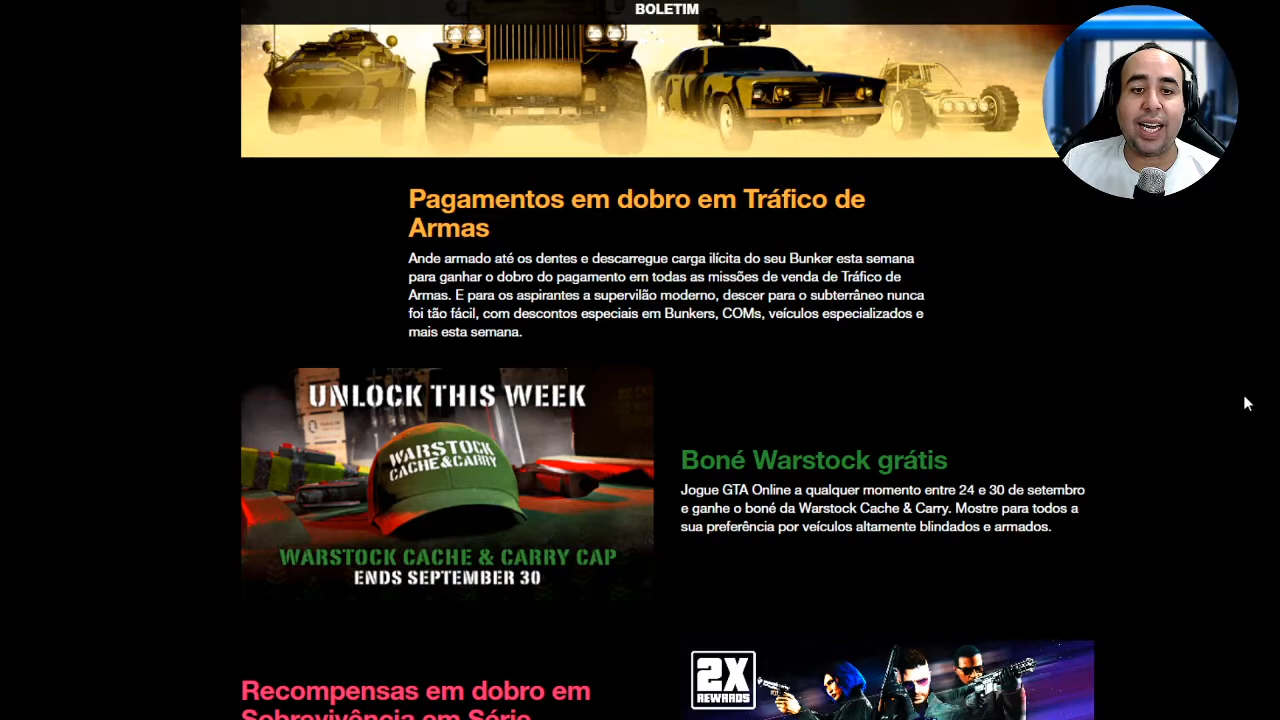 BOLETIM
Pagamentos em dobro em Tráfico de
Armas
Ande armado até os dentes e descarregue carga ilícita do seu Bunker esta semana
para ganhar o dobro do pagamento em todas as missões de venda de Tráfico de
Armas. E para os aspirantes a supervilão moderno, descer para o subterrâneo nunca
foi tão fácil, com descontos especiais em Bunkers, COMs, veículos especializados e
mais esta semana.
UNLOCK THIS WEEK
WARSTOCK
CACHE&CARRY
WARSTOCK CACHE & CARRY CAP
ENDS SEPTEMBER 30
Boné Warstock grátis
Jogue GTA Online a qualquer momento entre 24 e 30 de setembro
e ganhe o boné da Warstock Cache & Carry. Mostre para todos a
sua preferência por veículos altamente blindados e armados.
Recompensas em dobro em
Sobrevivência em Série
2X
REWARDS